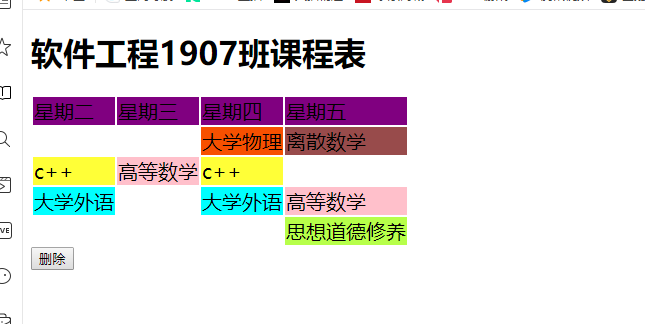 软件工程1907班课程表
星期二 星期三 星期四 星期五
大学物理 离散数学
c++ 高等数学 c++
大学外语 大学外语 高等数学
思想道德修养
删除